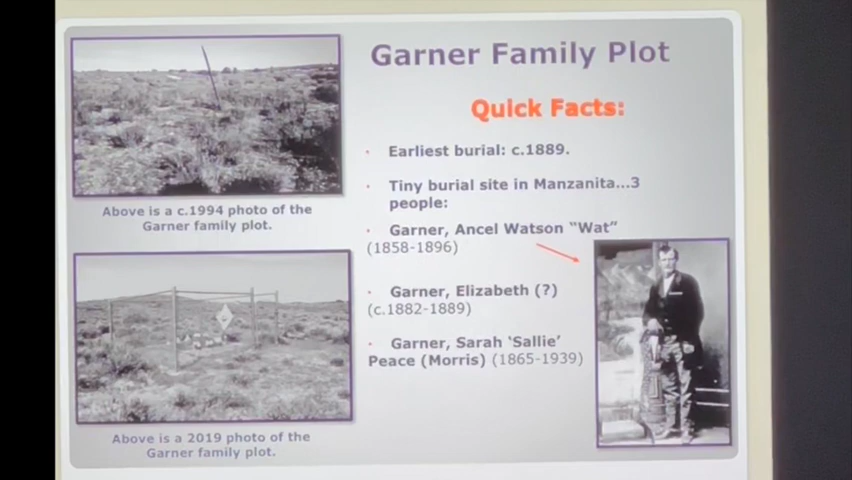 Garner Family Plot
Quick Facts:
• Earliest burial: c.1889.
• Tiny burial site in Manzanita...3
people:
• Garner, Ancel Watson “Wat”
(1858-1896)
• Garner, Elizabeth (?)
(c.1882-1889)
• Garner, Sarah ‘Sallie’
Peace (Morris) (1865-1939)
Above is a c.1994 photo of the
Garner family plot.
Above is a 2019 photo of the
Garner family plot.